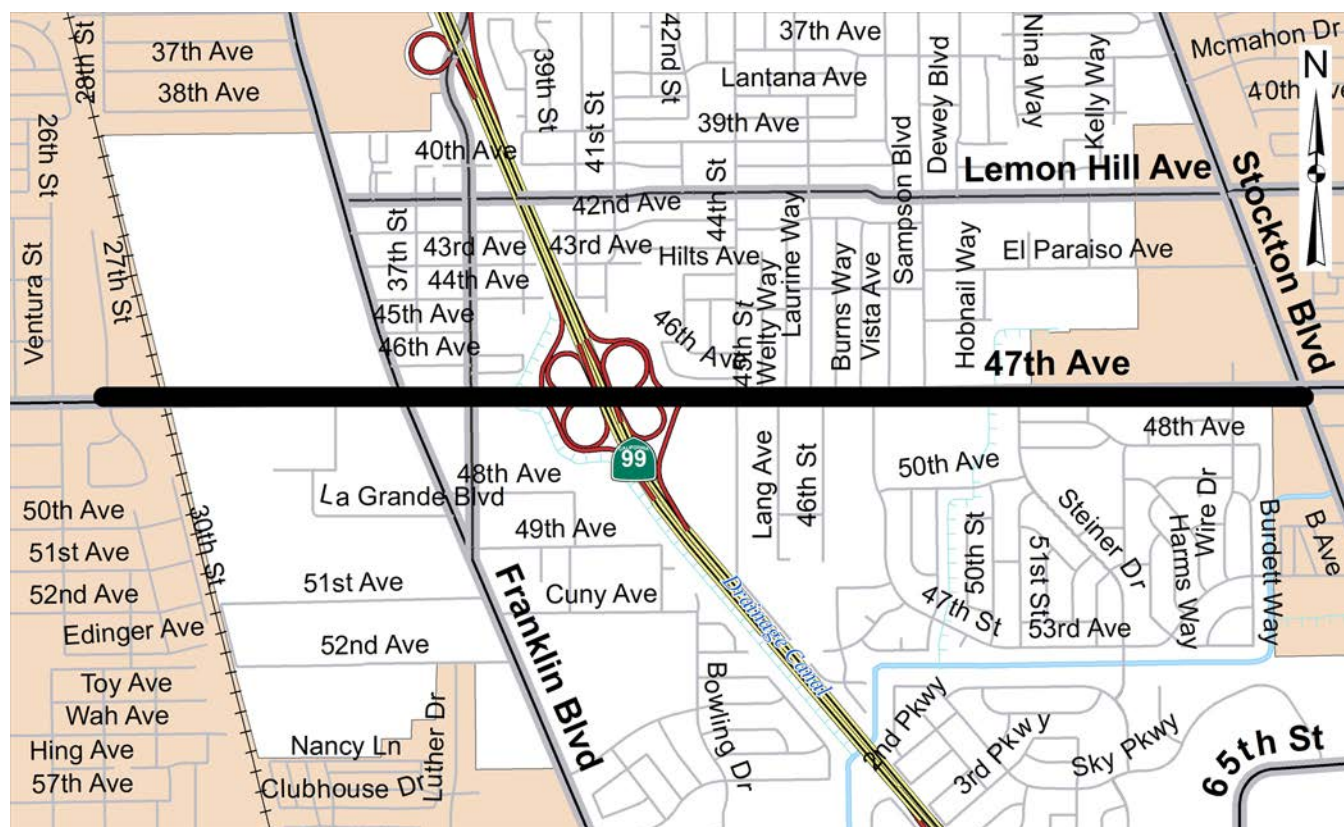 28th St
37th Ave
38th Ave
26th St
Ventura St
27th St
39th St
42nd St
37th Ave
Lantana Ave
39th Ave
41st St
40th Ave
Dewey Blvd
Nina Way
Kelly Way
Mcmahon Dr
N
Lemon Hill Ave
Stockton Blvd
42nd Ave
44th St
Sampson Blvd
37th St
43rd Ave
43rd Ave
Hilts Ave
Laurine Way
El Paraiso Ave
44th Ave
45th Ave
46th Ave
46th Ave
45th St
Welty Way
Burns Way
Vista Ave
Hobnail Way
47th Ave
CALIFORNIA
99
48th Ave
48th Ave
50th Ave
La Grande Blvd
Lang Ave
46th St
50th Ave
51st Ave
52nd Ave
Edinger Ave
30th St
49th Ave
51st Ave
Cuny Ave
52nd Ave
Franklin Blvd
Drainage Canal
50th St
51st St
Steiner Dr
Harms Way
Wire Dr
Burdett Way
B Ave
47th St
53rd Ave
Toy Ave
Wah Ave
Hing Ave
57th Ave
Nancy Ln
Clubhouse Dr
Luther Dr
Bowling Dr
2nd Pkwy
3rd Pkwy
Sky Pkwy
65th St